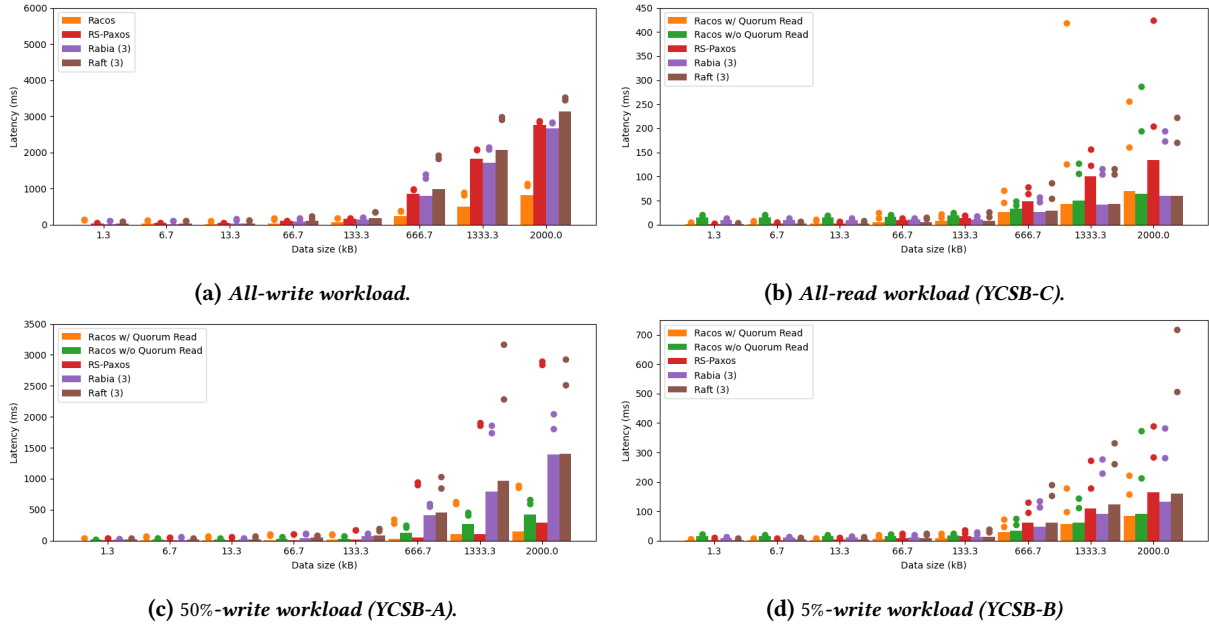 6000
5000
4000
3000
2000
1000
0
Latency (ms)
Racos
RS-Paxos
Rabia (3)
Raft (3)
1.3 6.7 13.3 66.7 133.3 666.7 1333.3 2000.0
Data size (kB)
(a) All-write workload.
450
400
350
300
250
200
150
100
50
0
Latency (ms)
Racos w/ Quorum Read
Racos w/o Quorum Read
RS-Paxos
Rabia (3)
Raft (3)
1.3 6.7 13.3 66.7 133.3 666.7 1333.3 2000.0
Data size (kB)
(b) All-read workload (YCSB-C).
3500
3000
2500
2000
1500
1000
500
0
Latency (ms)
Racos w/ Quorum Read
Racos w/o Quorum Read
RS-Paxos
Rabia (3)
Raft (3)
1.3 6.7 13.3 66.7 133.3 666.7 1333.3 2000.0
Data size (kB)
(c) 50%-write workload (YCSB-A).
700
600
500
400
300
200
100
0
Latency (ms)
Racos w/ Quorum Read
Racos w/o Quorum Read
RS-Paxos
Rabia (3)
Raft (3)
1.3 6.7 13.3 66.7 133.3 666.7 1333.3 2000.0
Data size (kB)
(d) 5%-write workload (YCSB-B)